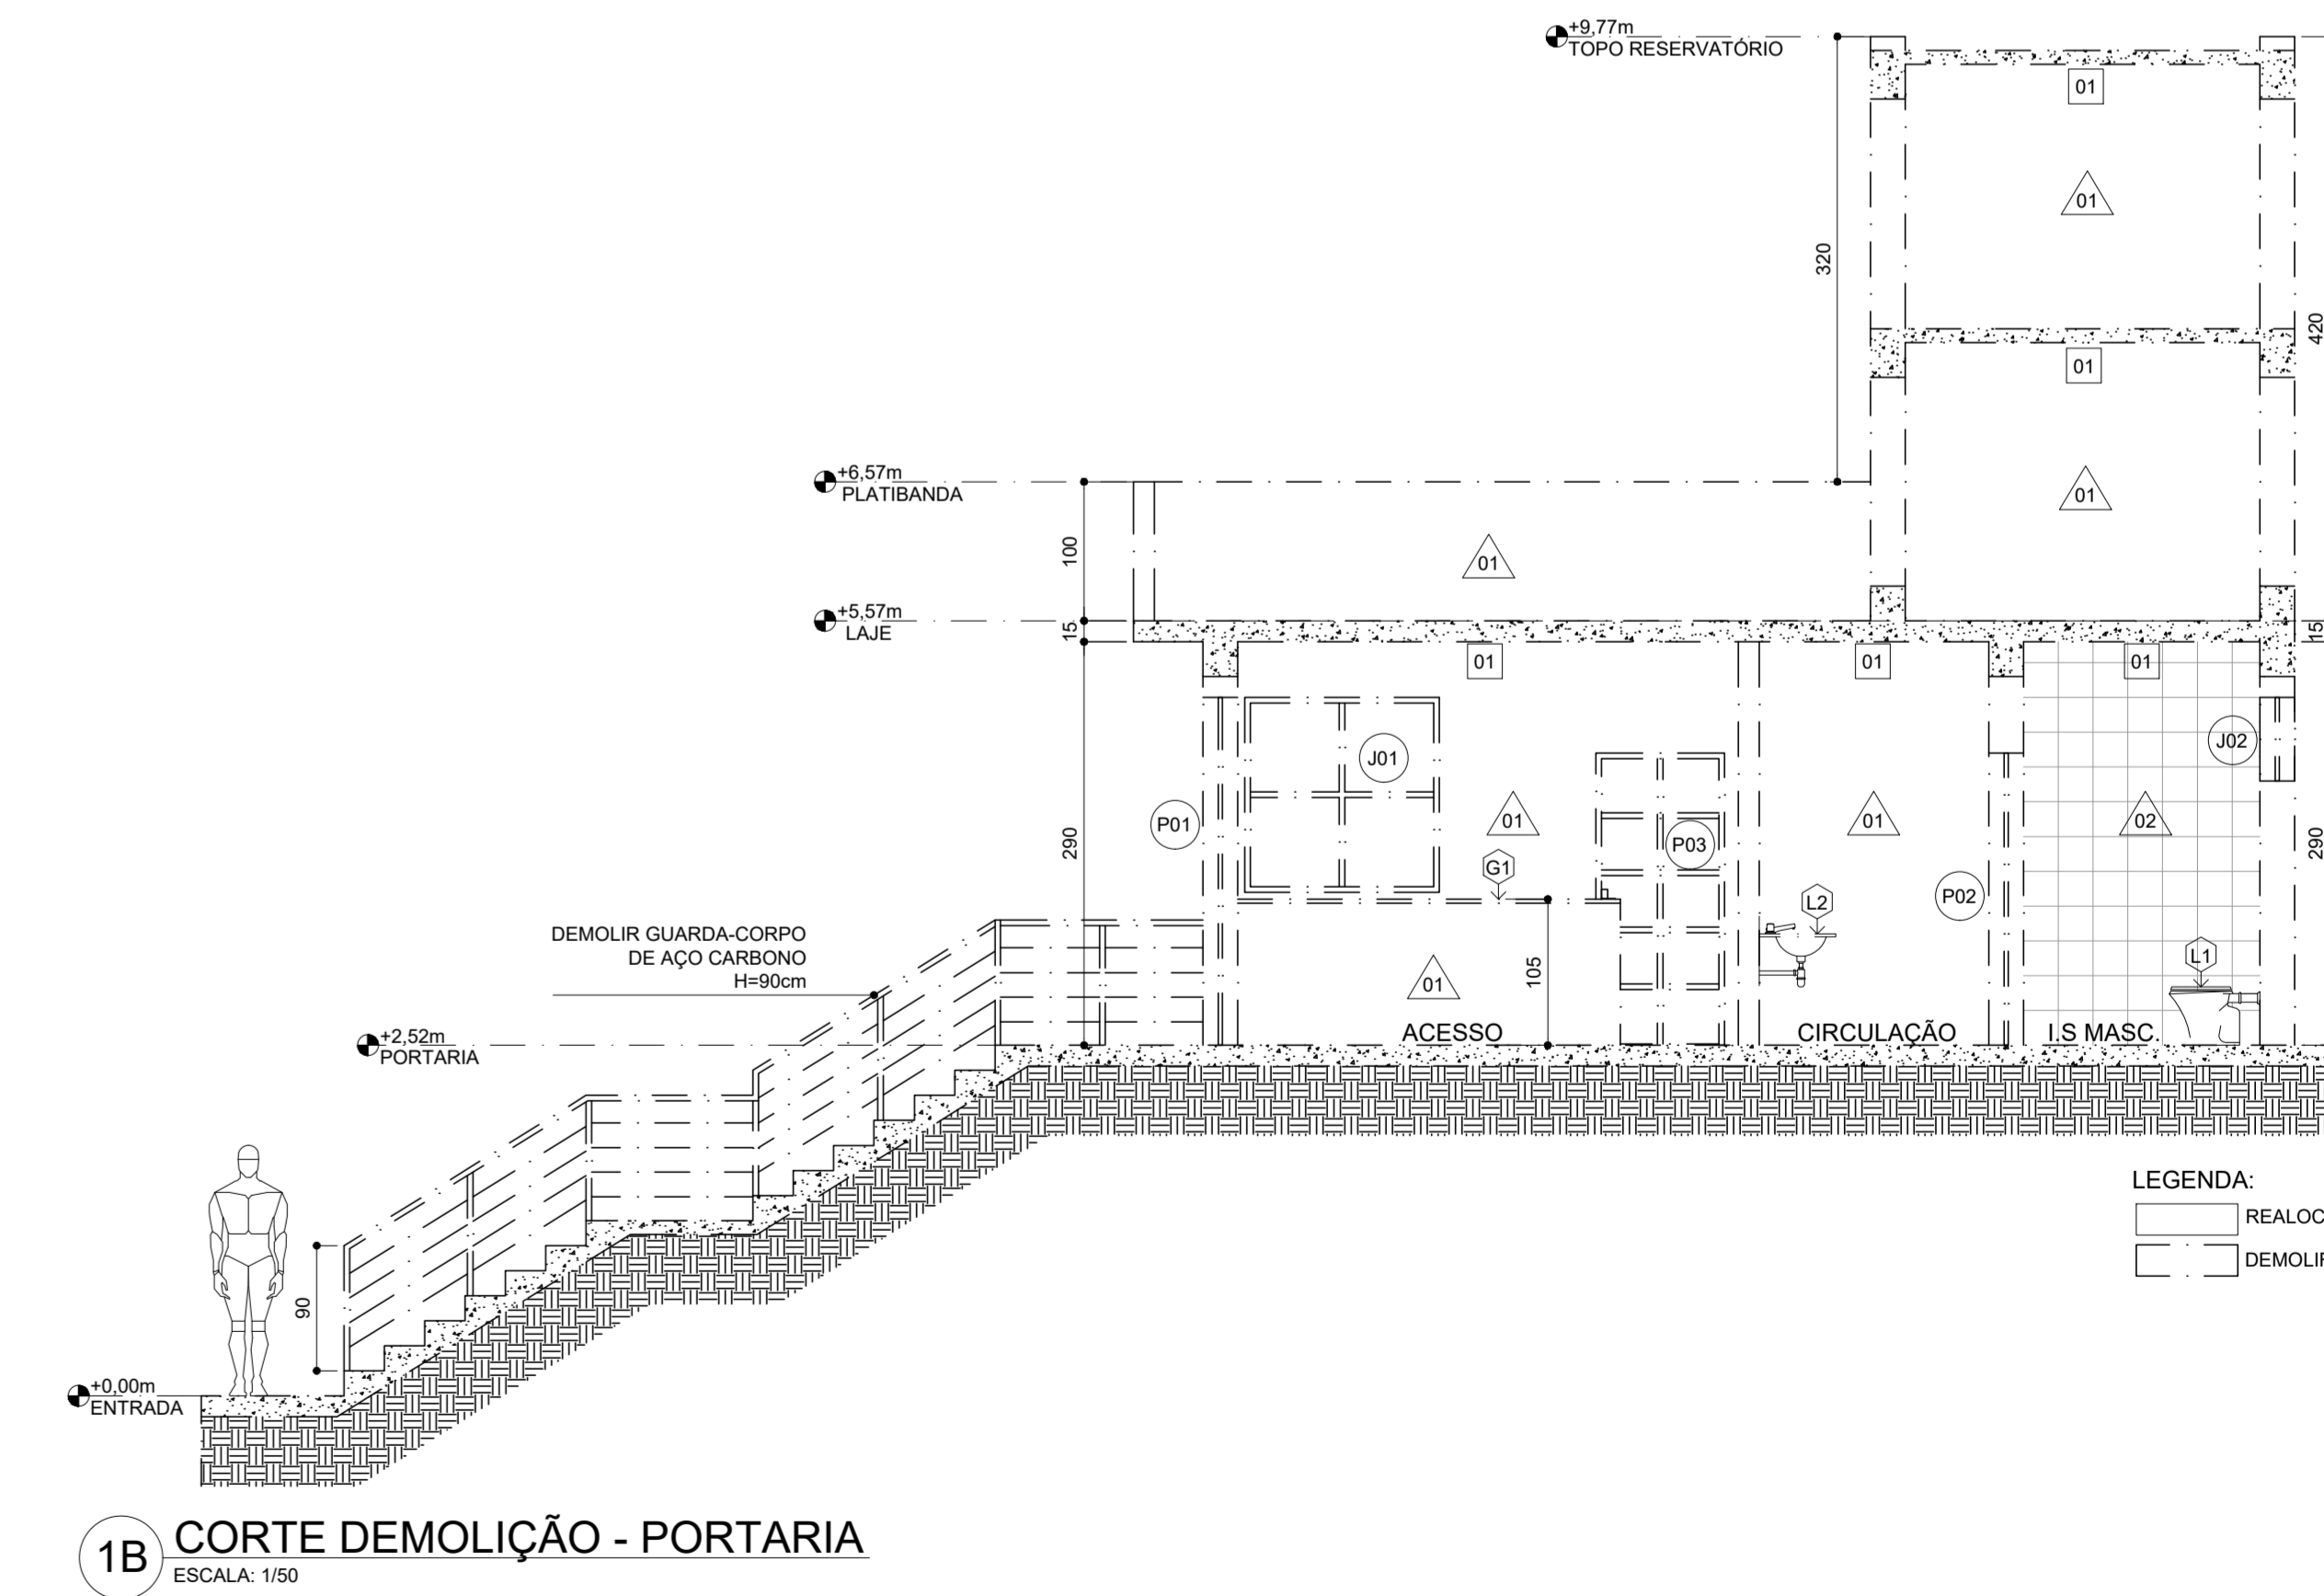 +9,77m
TOPO RESERVATÓRIO
01
01
320
420
01
+6,57m
PLATIBANDA
01
100
01
+5,57m
LAJE
15
15
01
01
01
J02
J01
P01
01
01
02
290
290
P03
G1
L2
P02
DEMOLIR GUARDA-CORPO
DE AÇO CARBONO
H=90cm
L1
105
01
+2,52m
PORTARIA
ACESSO
CIRCULAÇÃO
I.S MASC.
LEGENDA:
REALOC
DEMOLIR
90
+0,00m
ENTRADA
1B
CORTE DEMOLIÇÃO - PORTARIA
ESCALA: 1/50